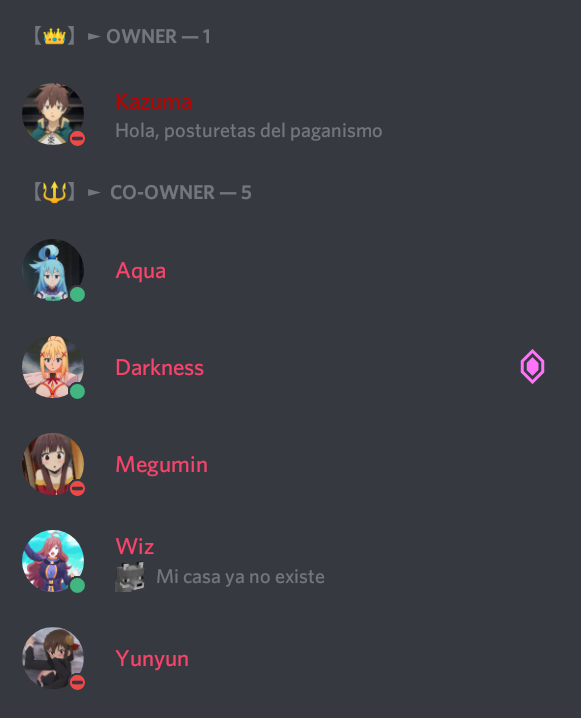 【👑】 ► OWNER — 1
Kazuma
Hola, posturetas del paganismo
【🔱】 ► CO-OWNER — 5
Aqua
Darkness
Megumin
Wiz
Mi casa ya no existe
Yunyun